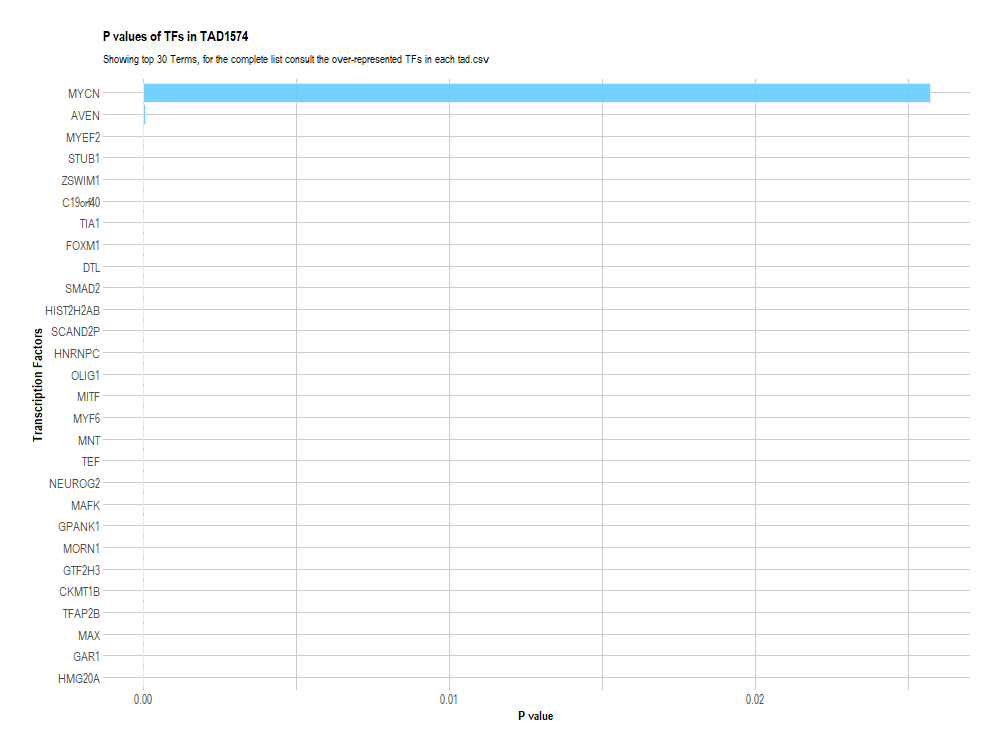 P values of TFs in TAD1574
Showing top 30 Terms, for the complete list consult the over-represented TFs in each tad.csv
Transcription Factors
MYCN
AVEN
MYEF2
STUB1
ZSWIM1
C19orf40
TIA1
FOXM1
DTL
SMAD2
HIST2H2AB
SCAND2P
HNRNPC
OLIG1
MITF
MYF6
MNT
TEF
NEUROG2
MAFK
GPANK1
MORN1
GTF2H3
CKMT1B
TFAP2B
MAX
GAR1
HMG20A
0.00 0.01 0.02
P value